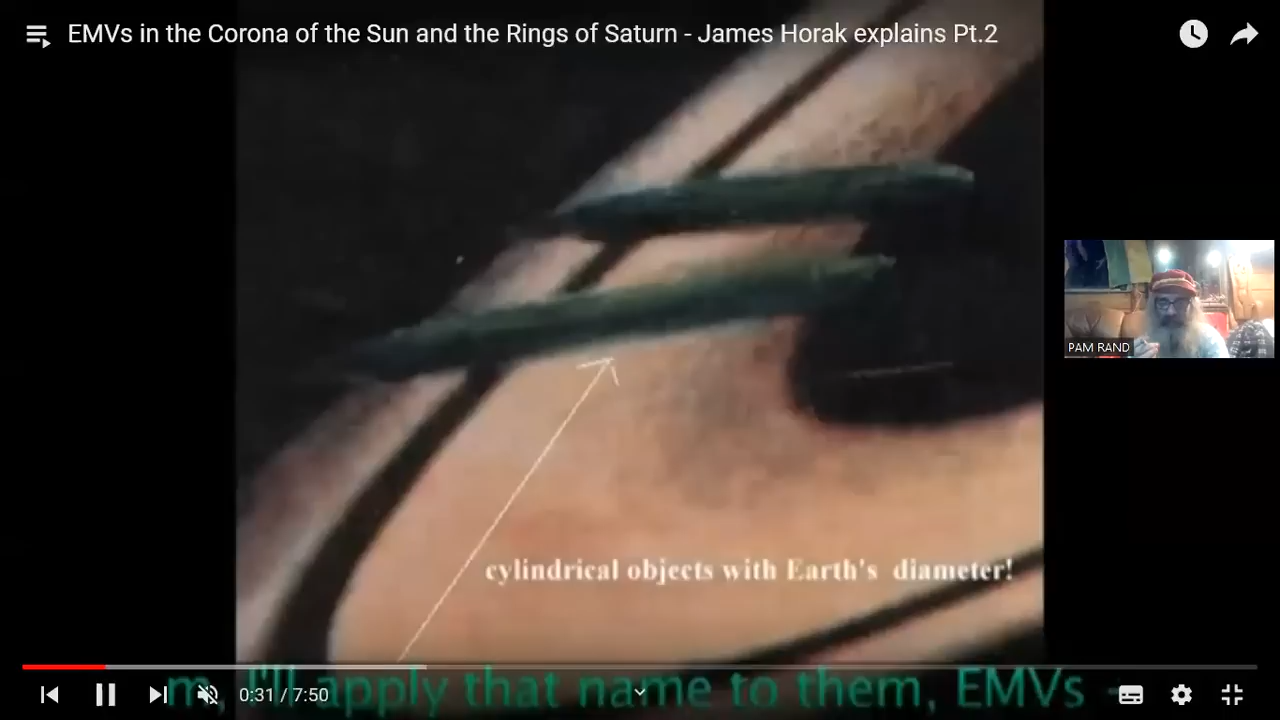 EMVs in the Corona of the Sun and the Rings of Saturn - James Horak explains Pt.2
PAM RAND
cylindrical objects with Earth's diameter!
m, I'll apply that name to them, EMVs -
0:31 / 7:50